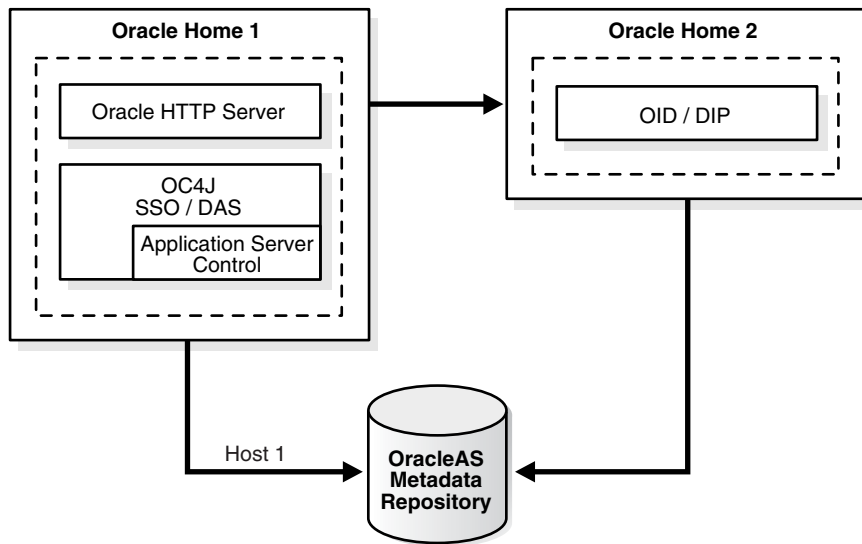 Oracle Home 1
Oracle HTTP Server
OC4J
SSO / DAS
Application Server
Control
Oracle Home 2
OID / DIP
Host 1
OracleAS
Metadata
Repository